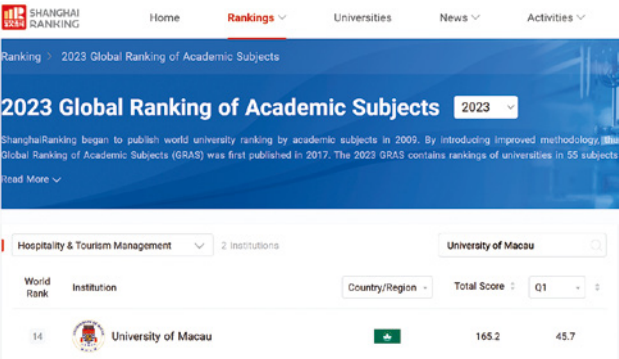 SHANGHAI
RANKING
Home
Rankings
Universities
News
Activities
Ranking > 2023 Global Ranking of Academic Subjects
2023 Global Ranking of Academic Subjects
2023
ShanghaiRanking began to publish world university ranking by academic subjects in 2009. By introducing improved methodology, the
Global Ranking of Academic Subjects (GRAS) was first published in 2017. The 2023 GRAS contains rankings of universities in 55 subjects
Read More
Hospitality & Tourism Management
2 institutions
University of Macau
World
Rank
Institution
Country/Region
Total Score
Q1
14
University of Macau
165.2
45.7